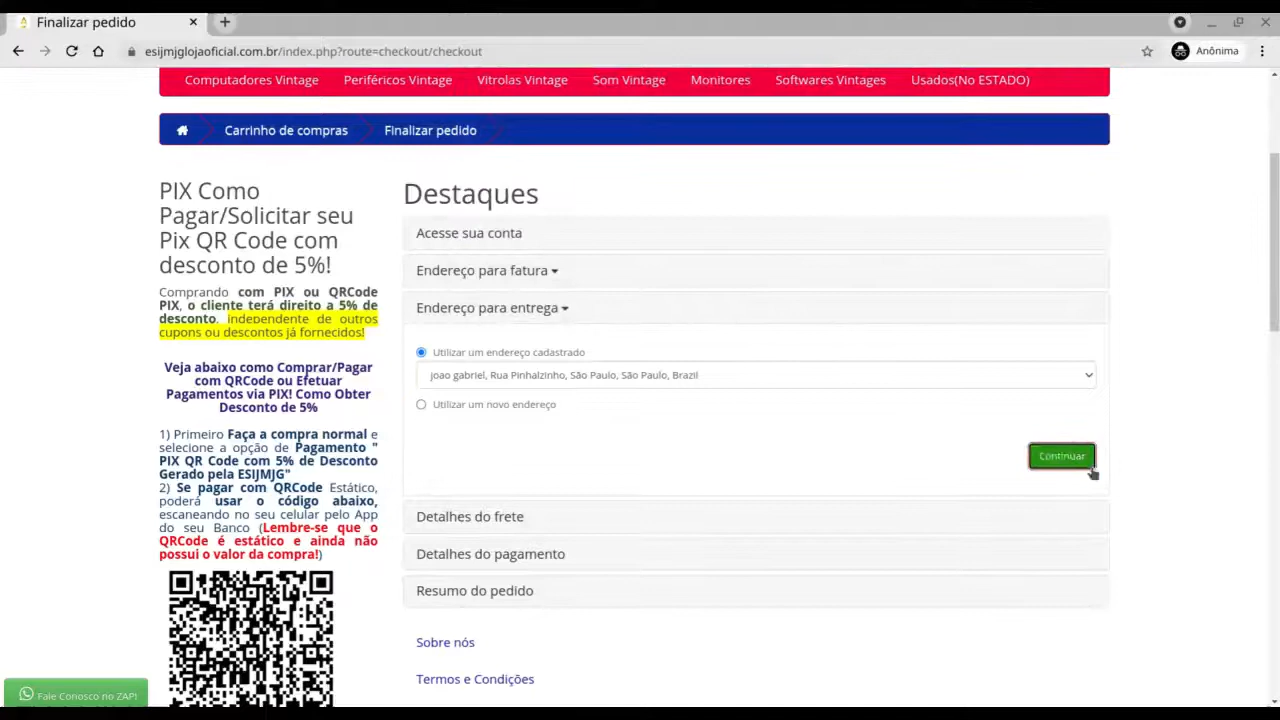 Finalizar pedido
esijmjglojaoficial.com.br/index.php?route=checkout/checkout
Anônima
Computadores Vintage Periféricos Vintage Vitrolas Vintage Som Vintage Monitores Softwares Vintages Usados(No ESTADO)
Carrinho de compras Finalizar pedido
PIX Como
Pagar/Solicitar seu
Pix QR Code com
desconto de 5%!
Comprando com PIX ou QRCode
PIX, o cliente terá direito a 5% de
desconto, independente de outros
cupons ou descontos já fornecidos!
Veja abaixo como Comprar/Pagar
com QRCode ou Efetuar
Pagamentos via PIX! Como Obter
Desconto de 5%
1) Primeiro Faça a compra normal e
selecione a opção de Pagamento "
PIX QR Code com 5% de Desconto
Gerado pela ESIJMJG"
2) Se pagar com QRCode Estático,
poderá usar o código abaixo,
escaneando no seu celular pelo App
do seu Banco (Lembre-se que o
QRCode é estático e ainda não
possui o valor da compra!)
Fale Conosco no ZAP!
Destaques
Acesse sua conta
Endereço para fatura
Endereço para entrega
Utilizar um endereço cadastrado
joao gabriel, Rua Pinhalzinho, São Paulo, São Paulo, Brazil
Utilizar um novo endereço
Continuar
Detalhes do frete
Detalhes do pagamento
Resumo do pedido
Sobre nós
Termos e Condições